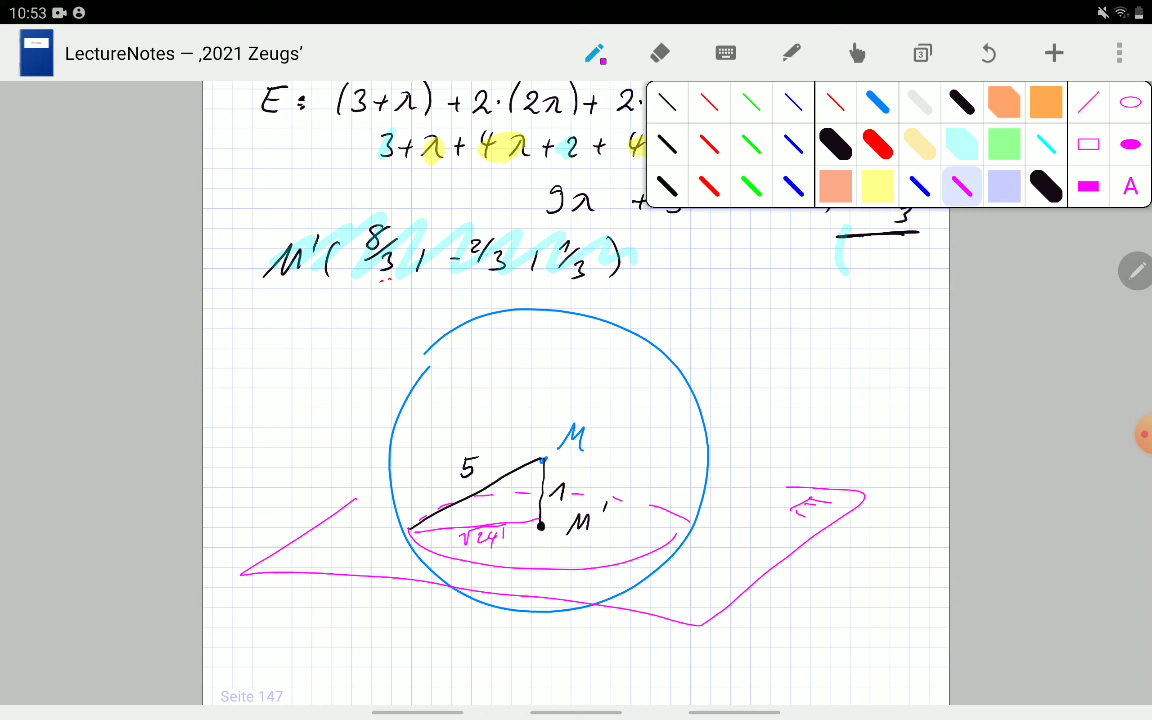 10:53
LectureNotes — ‚2021 Zeugs‘
3
A
E: (3+λ) + 2·(2λ) + 2·
3+λ + 4λ + 2 + 4
9λ +
3
M'( 8/3 | -2/3 | 1/3 )
M
5
1
M'
√24
E
Seite 147